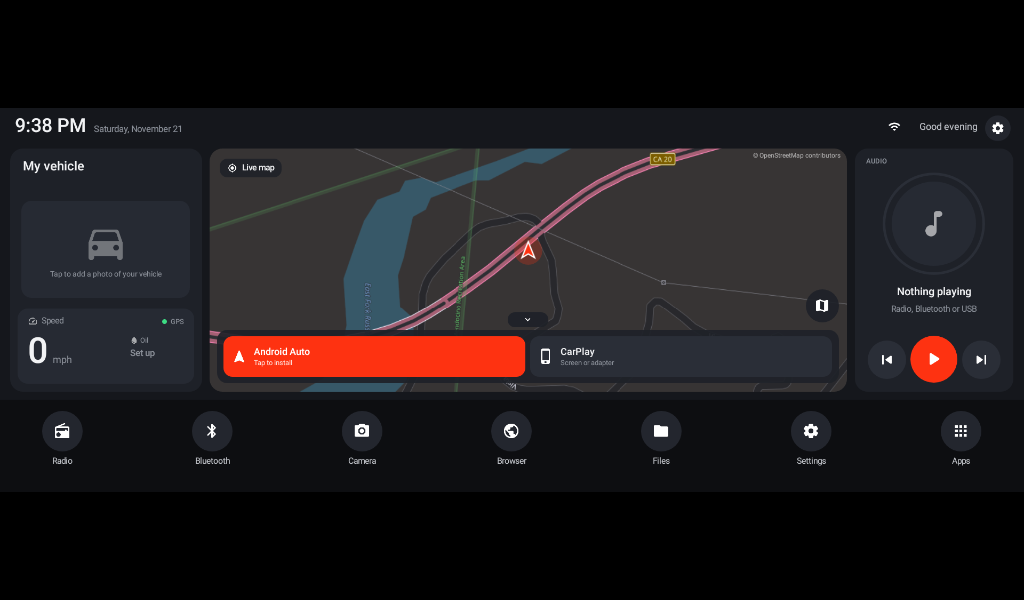 9:38 PM Saturday, November 21
Good evening
My vehicle
Tap to add a photo of your vehicle
Speed
GPS
0 mph
Oil
Set up
Live map
CA 20
© OpenStreetMap contributors
Android Auto
Tap to install
CarPlay
Screen or adapter
AUDIO
Nothing playing
Radio, Bluetooth or USB
Radio
Bluetooth
Camera
Browser
Files
Settings
Apps